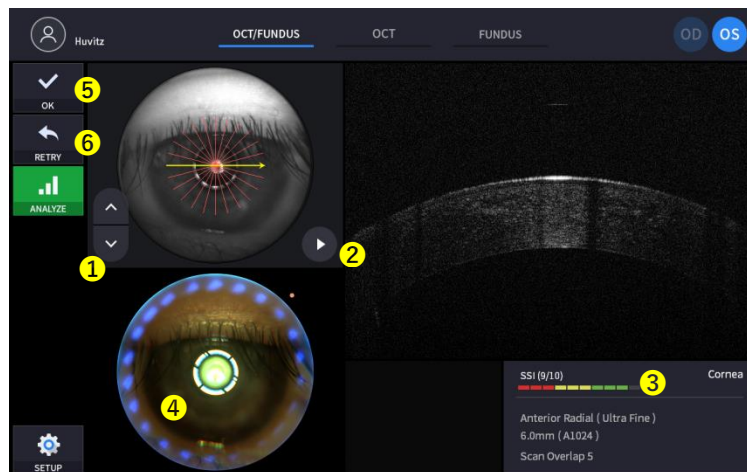 Huvitz
OCT/FUNDUS
OCT
FUNDUS
OD
OS
OK
5
RETRY
6
ANALYZE
1
2
SSI (9/10)
3
Cornea
4
Anterior Radial ( Ultra Fine )
6.0mm ( A1024 )
Scan Overlap 5
SETUP